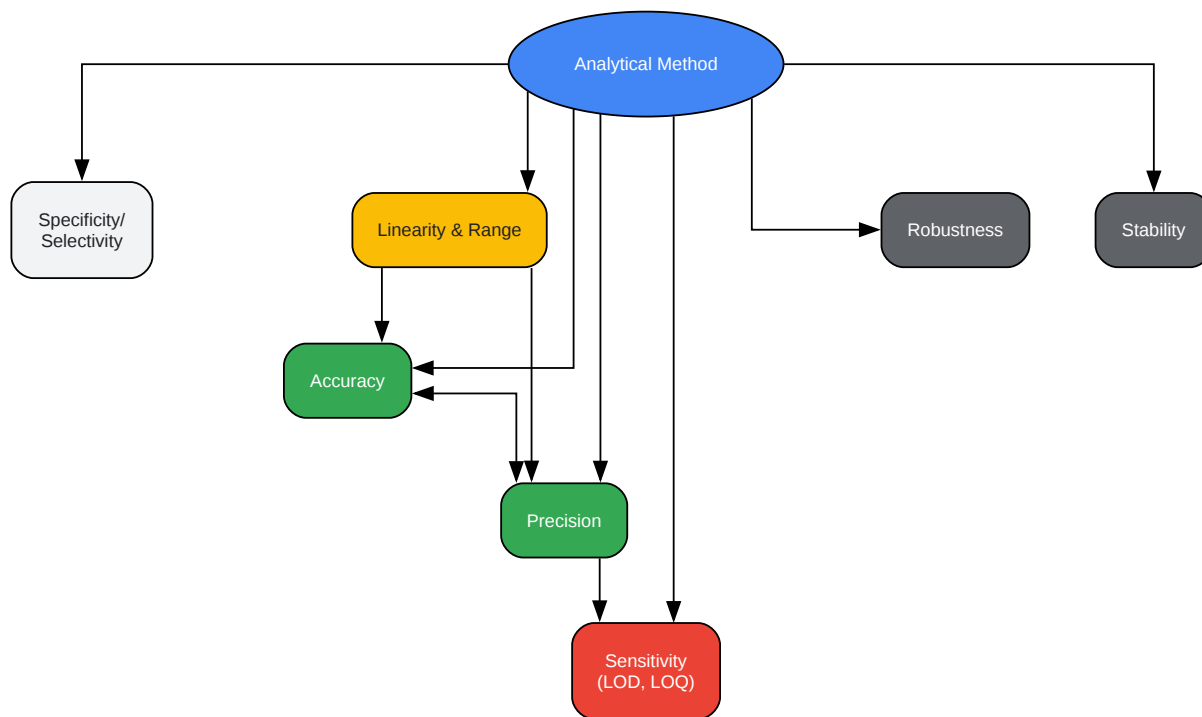 Analytical Method
Specificity/
Selectivity
Linearity & Range
Robustness
Stability
Accuracy
Precision
Sensitivity
(LOD, LOQ)